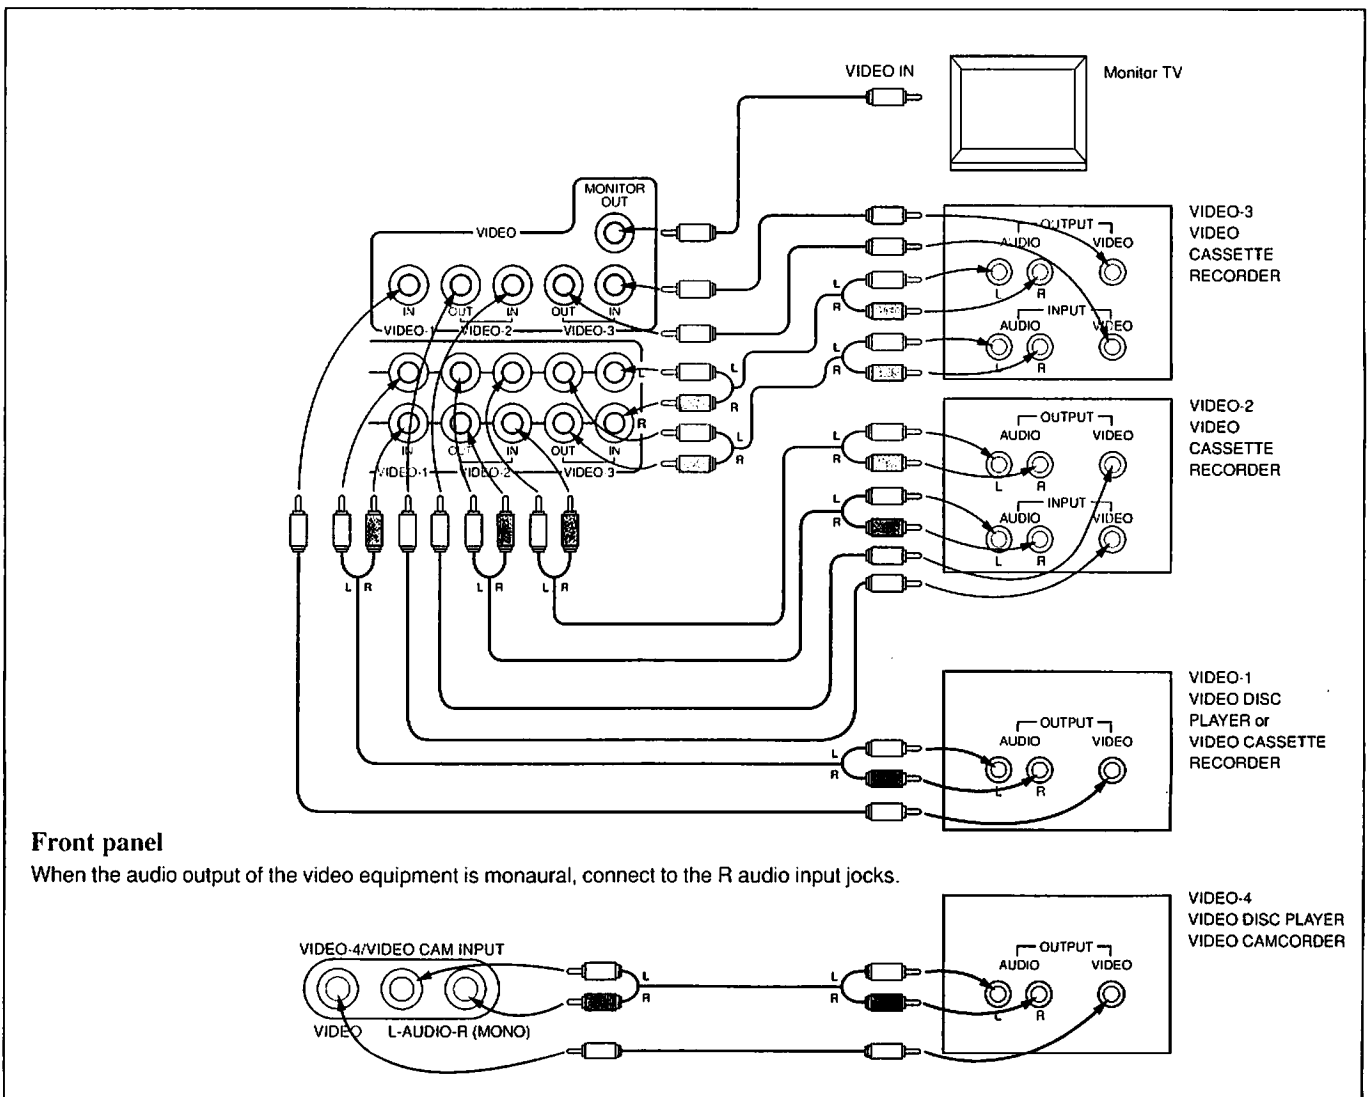 VIDEO IN
Monitor TV
MONITOR
OUT
VIDEO
IN
OUT
IN
OUT
IN
VIDEO-1
VIDEO-2
VIDEO-3
L
R
IN
OUT
IN
OUT
IN
VIDEO-1
VIDEO-2
VIDEO 3
L
R
L
R
L
R
L
R
L R
L R
L R
OUTPUT
AUDIO
VIDEO
L
R
INPUT
AUDIO
VIDEO
L
R
VIDEO-3
VIDEO
CASSETTE
RECORDER
L
R
L
R
OUTPUT
AUDIO
VIDEO
L
R
INPUT
AUDIO
VIDEO
L
R
VIDEO-2
VIDEO
CASSETTE
RECORDER
L
R
OUTPUT
AUDIO
VIDEO
L
R
VIDEO-1
VIDEO DISC
PLAYER or
VIDEO CASSETTE
RECORDER
Front panel
When the audio output of the video equipment is monaural, connect to the R audio input jocks.
VIDEO-4/VIDEO CAM INPUT
VIDEO
L-AUDIO-R (MONO)
L
R
L
R
OUTPUT
AUDIO
VIDEO
L
R
VIDEO-4
VIDEO DISC PLAYER
VIDEO CAMCORDER